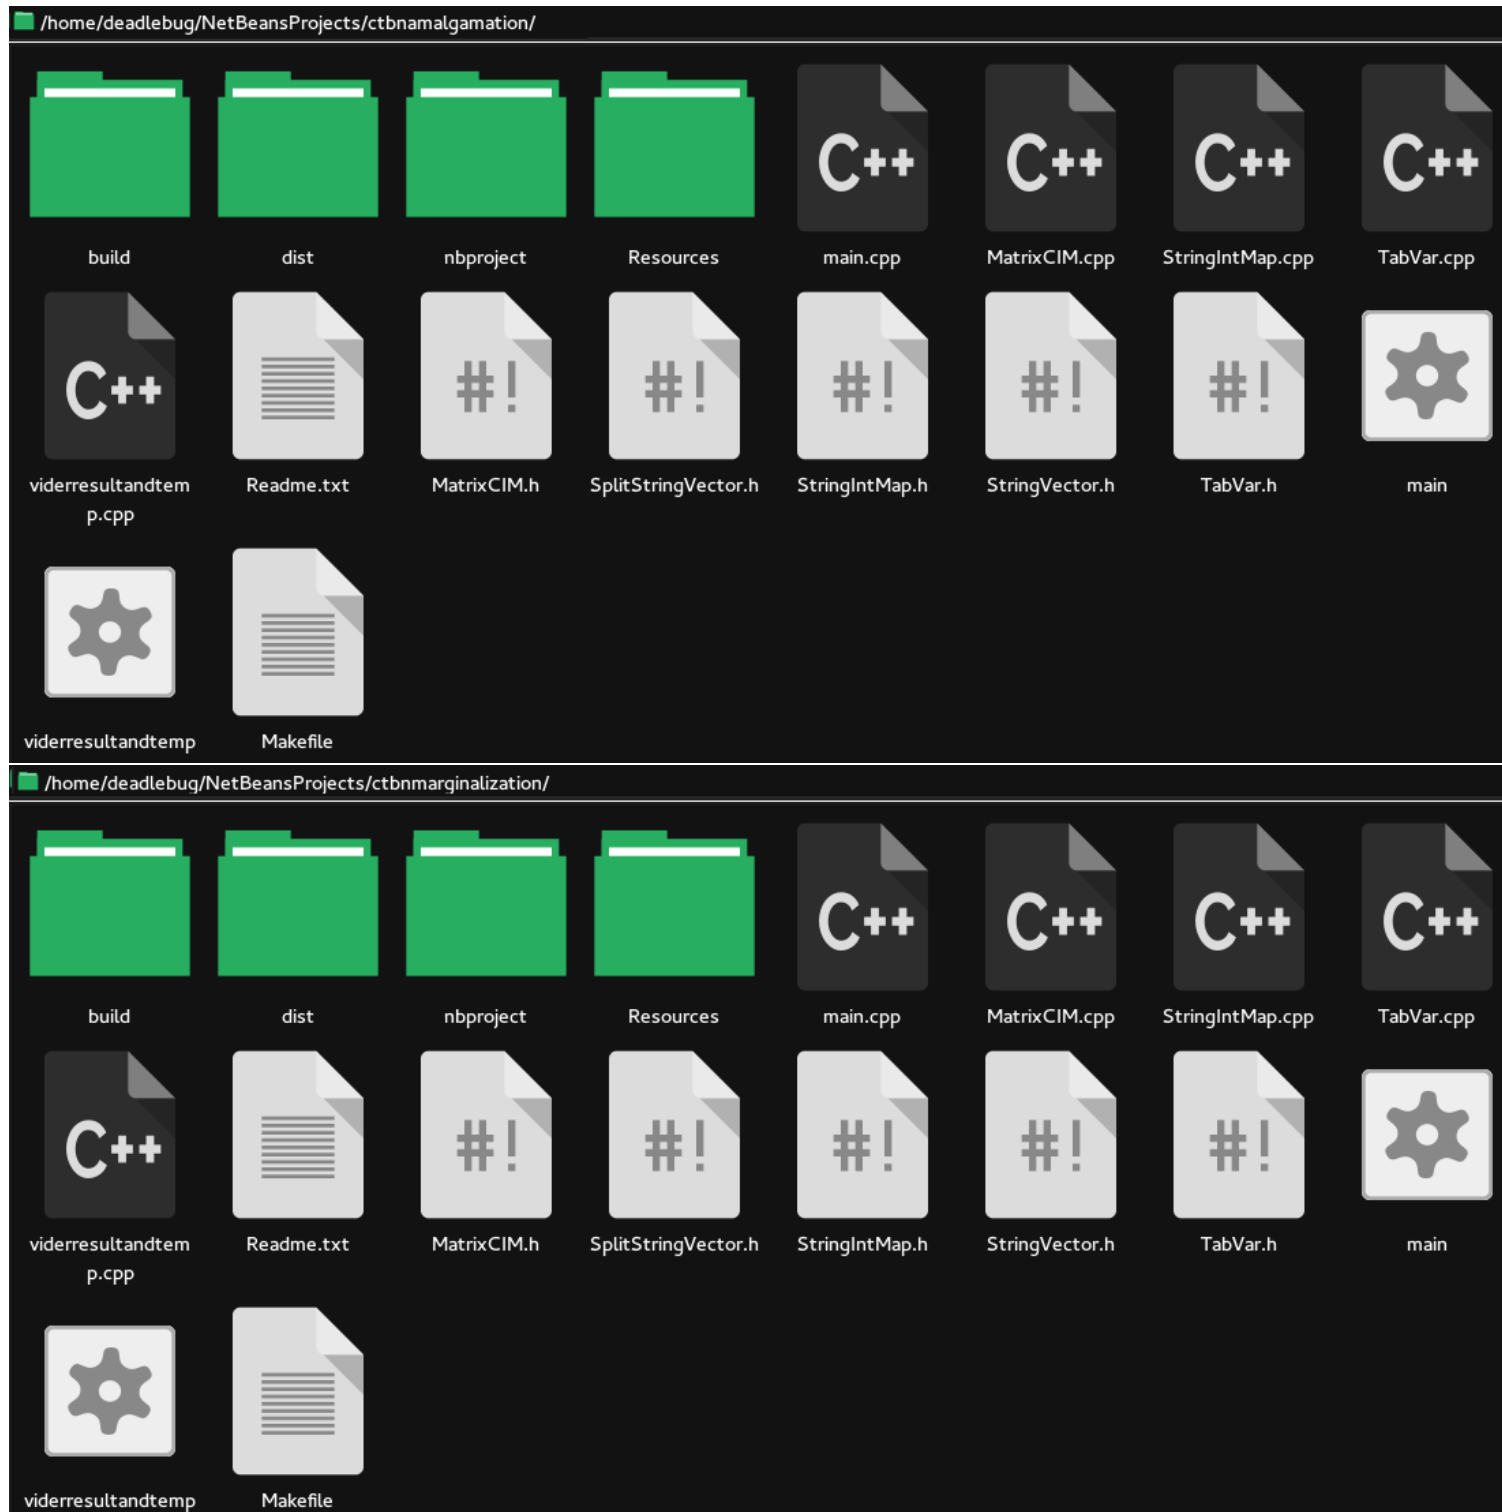 /home/deadlebug/NetBeansProjects/ctbnamalgamation/
C++ C++ C++ C++
build dist nbproject Resources main.cpp MatrixCIM.cpp StringIntMap.cpp TabVar.cpp
C++ #! #! #! #! #!
viderresultandtem Readme.txt MatrixCIM.h SplitStringVector.h StringIntMap.h StringVector.h TabVar.h main
p.cpp
viderresultandtemp Makefile
/home/deadlebug/NetBeansProjects/ctbnmarginalization/
C++ C++ C++ C++
build dist nbproject Resources main.cpp MatrixCIM.cpp StringIntMap.cpp TabVar.cpp
C++ #! #! #! #! #!
viderresultandtem Readme.txt MatrixCIM.h SplitStringVector.h StringIntMap.h StringVector.h TabVar.h main
p.cpp
viderresultandtemp Makefile